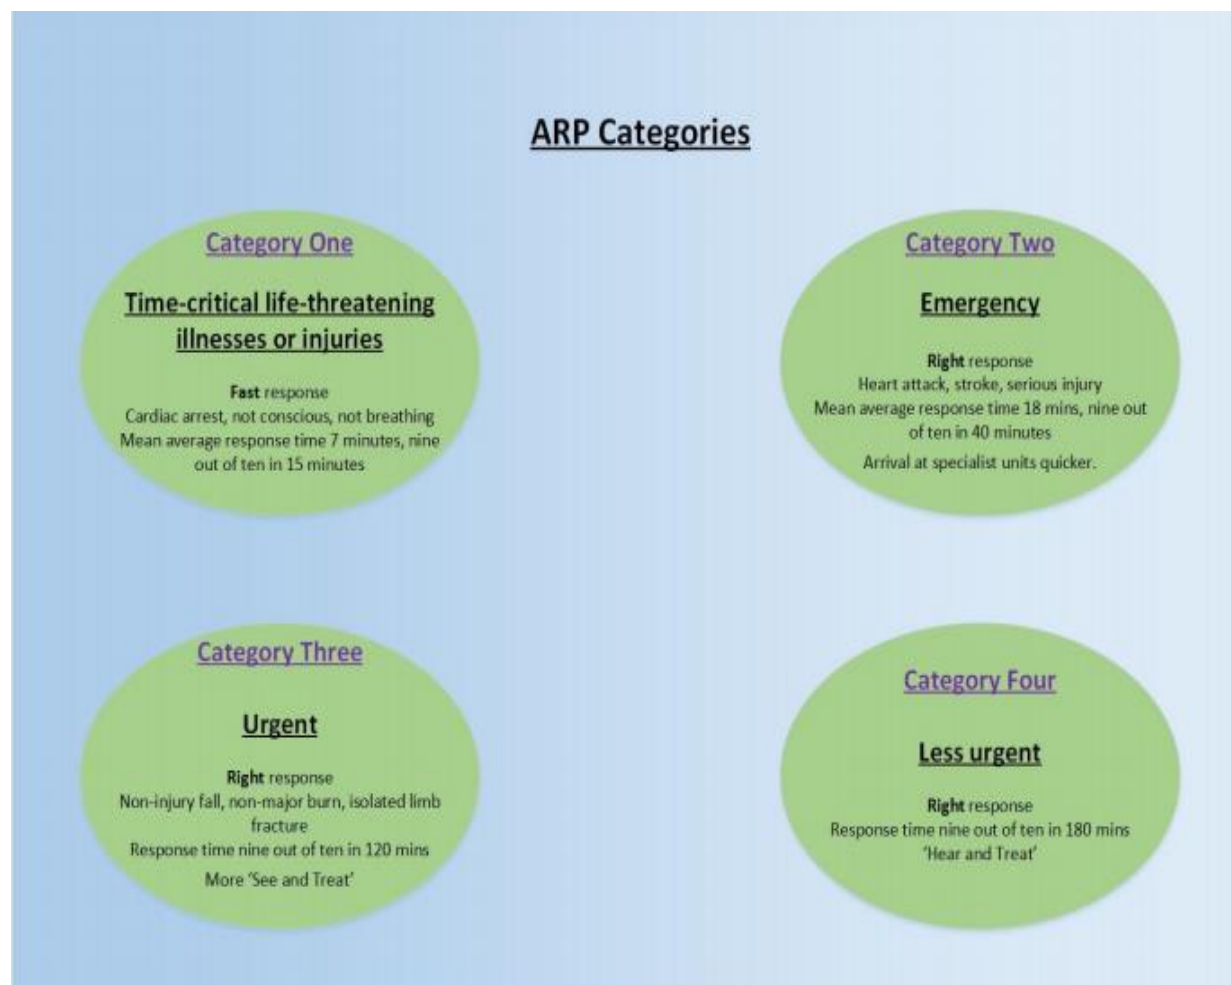 ARP Categories
Category One
Time-critical life-threatening
illnesses or injuries
Fast response
Cardiac arrest, not conscious, not breathing
Mean average response time 7 minutes, nine
out of ten in 15 minutes
Category Two
Emergency
Right response
Heart attack, stroke, serious injury
Mean average response time 18 mins, nine out
of ten in 40 minutes
Arrival at specialist units quicker.
Category Three
Urgent
Right response
Non-injury fall, non-major burn, isolated limb
fracture
Response time nine out of ten in 120 mins
More ‘See and Treat’
Category Four
Less urgent
Right response
Response time nine out of ten in 180 mins
‘Hear and Treat’